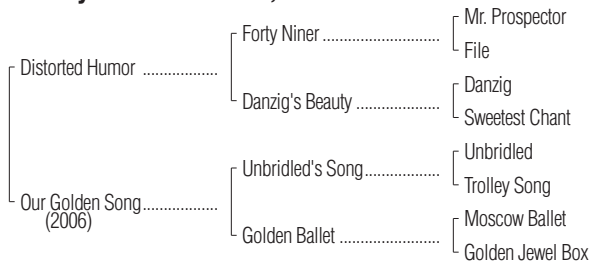 Mr. Prospector
Forty Niner ........................
File
Distorted Humor ..................
Danzig
Danzig's Beauty .....................
Sweetest Chant
Unbridled
Unbridled's Song..................
Trolley Song
Our Golden Song.................
(2006)
Moscow Ballet
Golden Ballet .........................
Golden Jewel Box